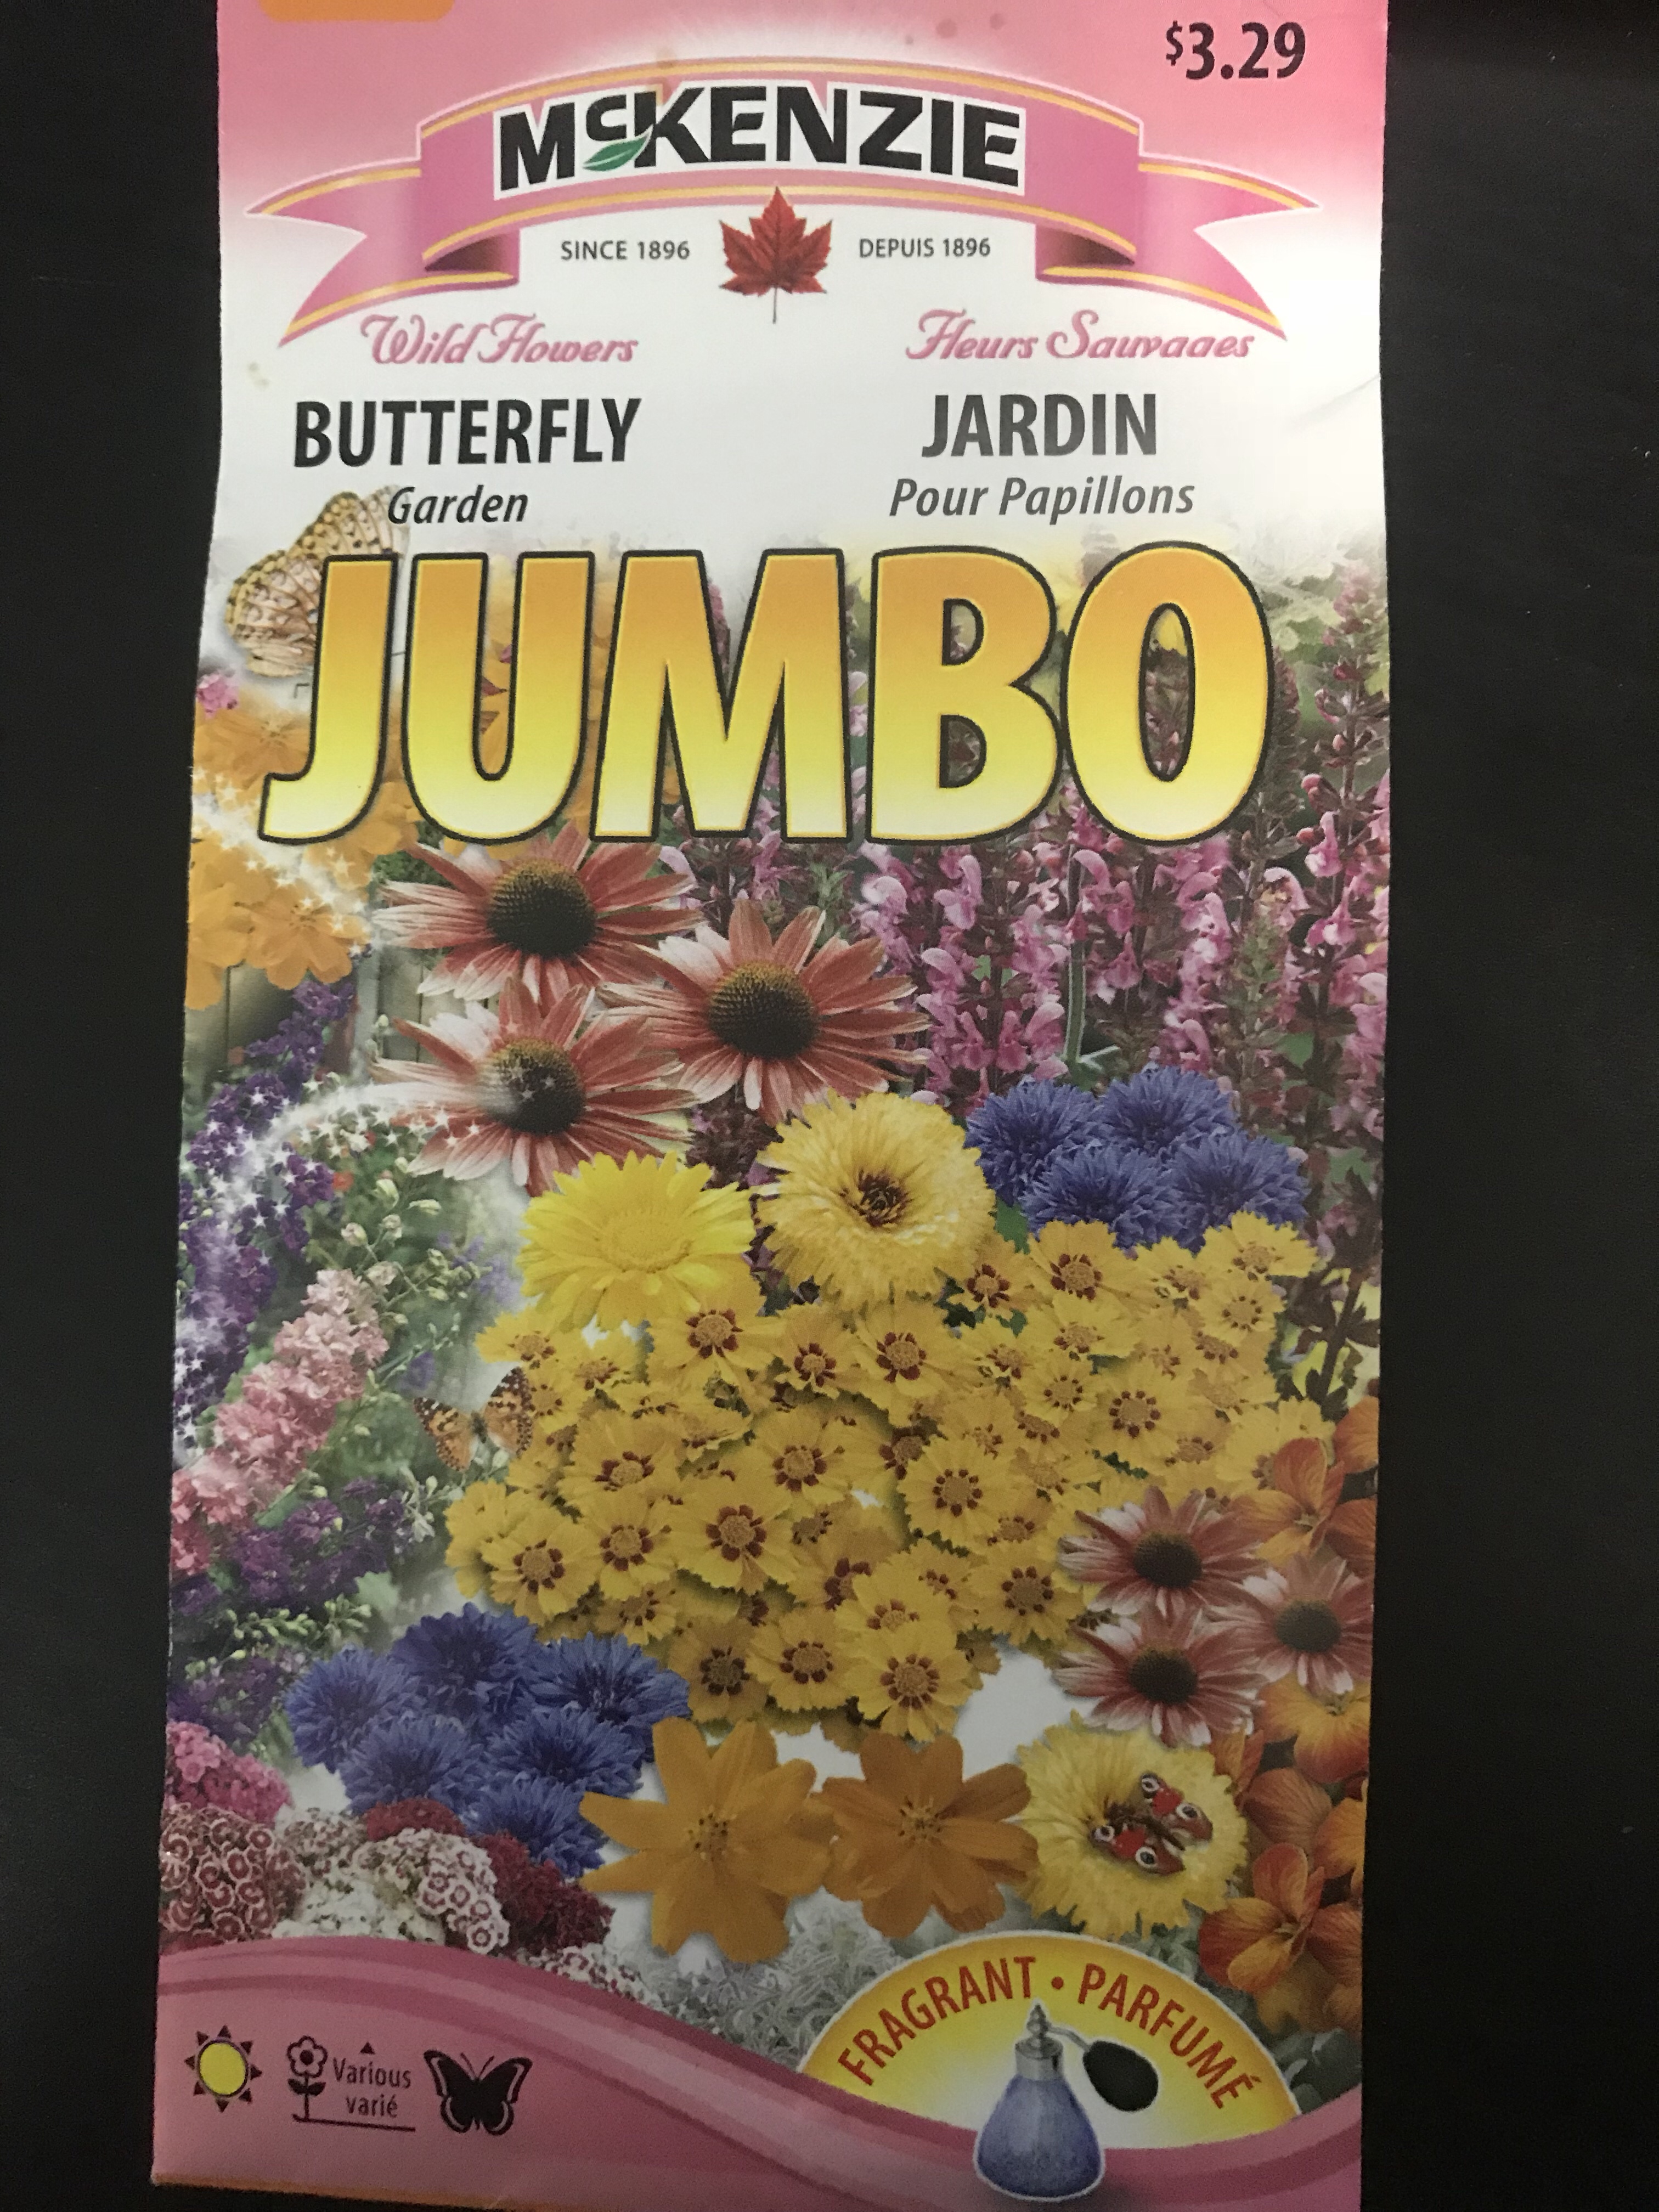 $3.29
McKENZIE
SINCE 1896 DEPUIS 1896
Wild Flowers Fleurs Sauvages
BUTTERFLY JARDIN
Garden Pour Papillons
JUMBO
FRAGRANT • PARFUMÉ
Various
varié